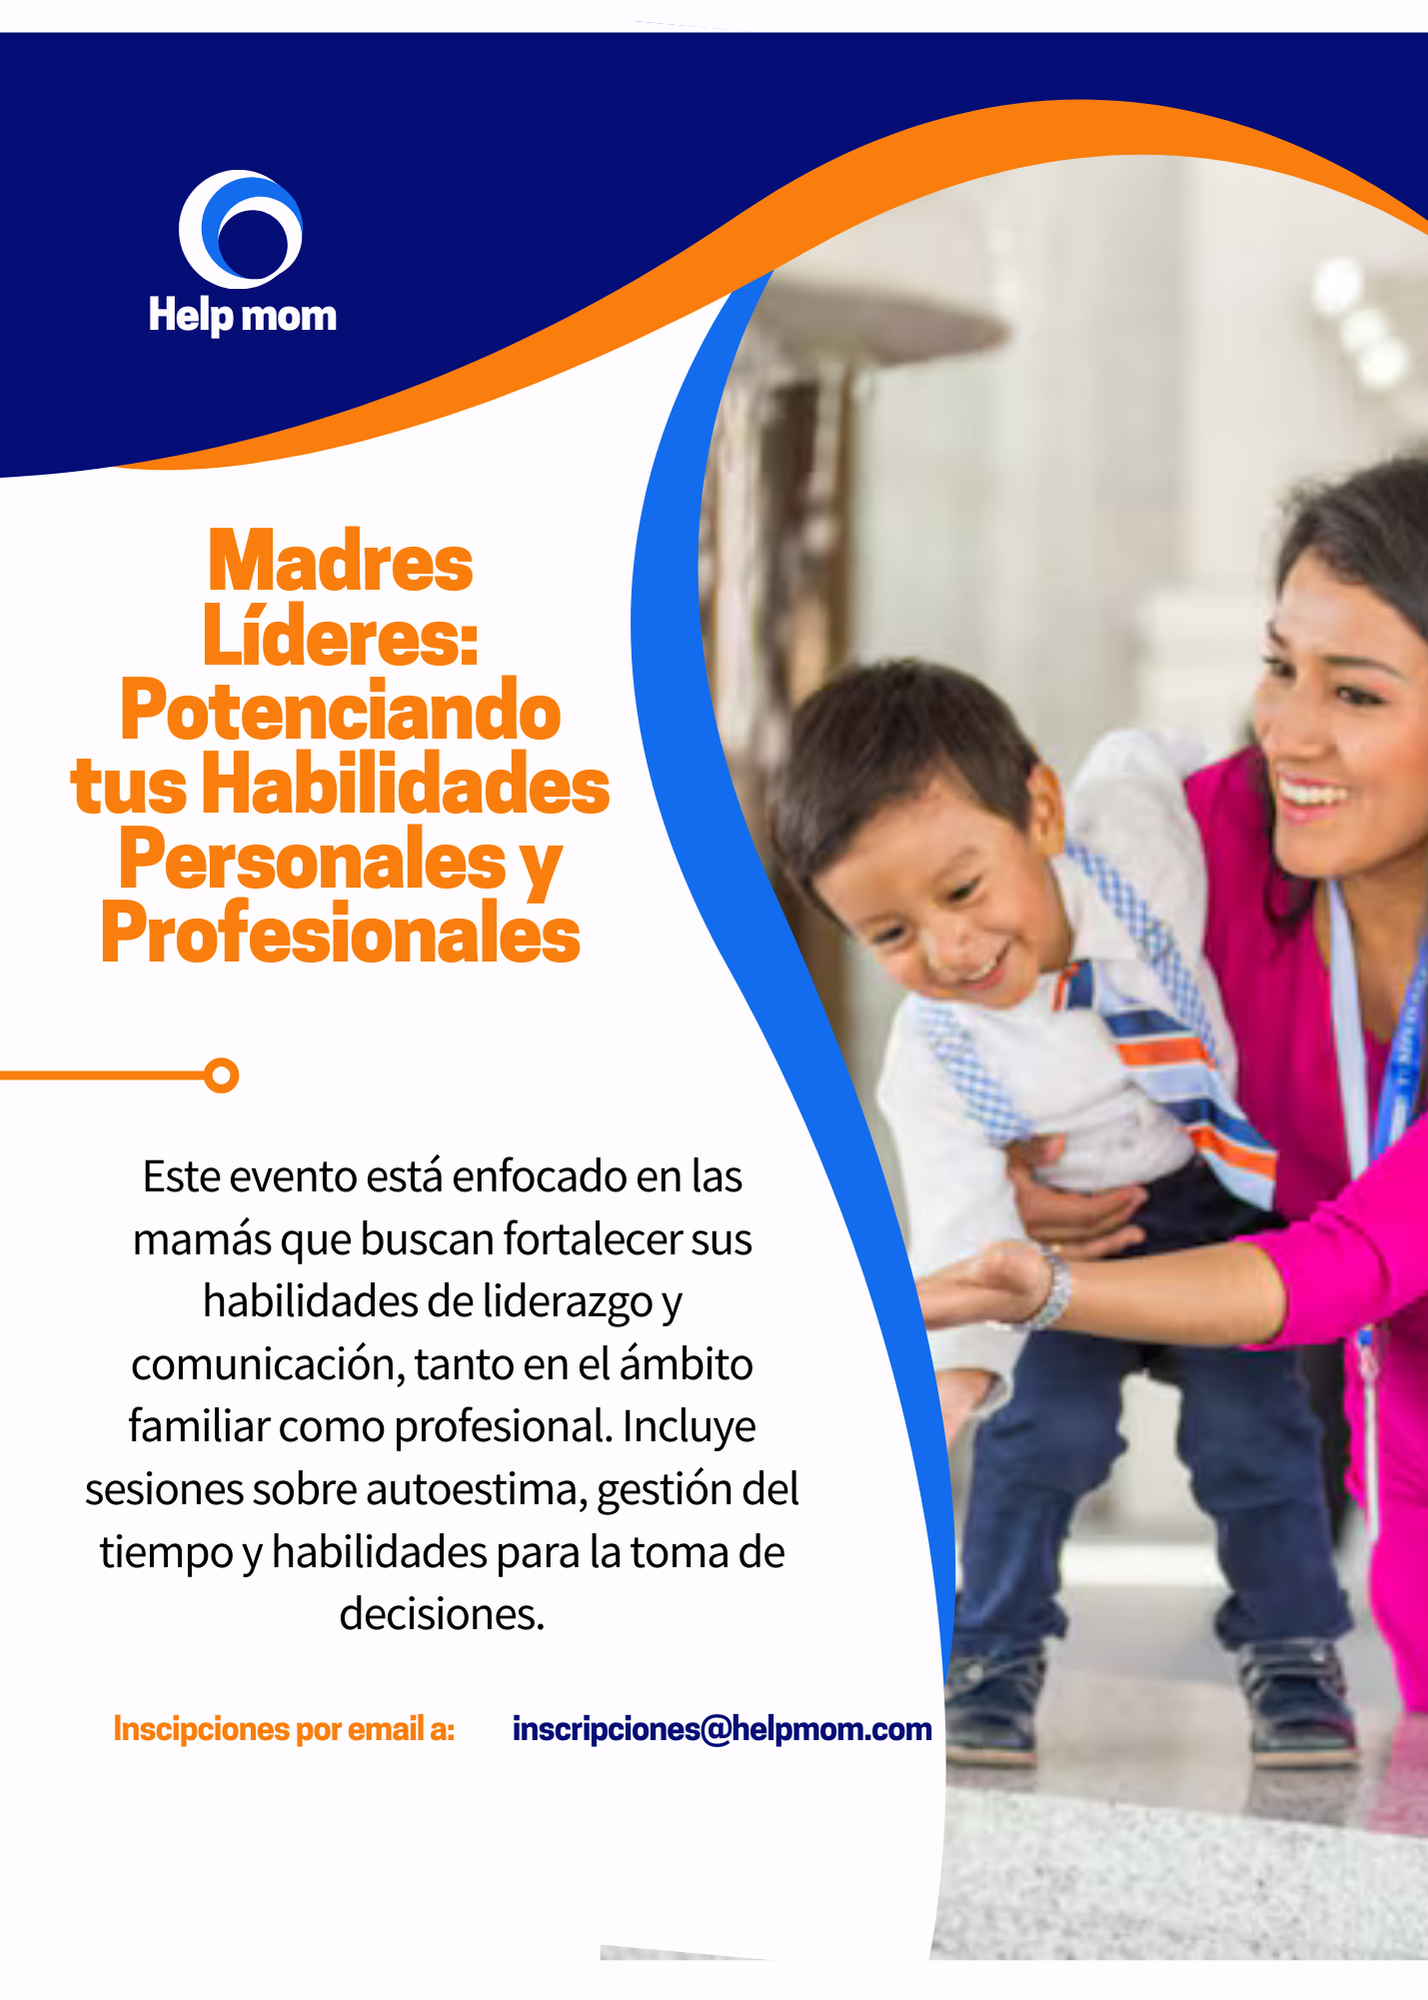 Help mom
Madres
Líderes:
Potenciando
tus Habilidades
Personales y
Profesionales
Este evento está enfocado en las
mamás que buscan fortalecer sus
habilidades de liderazgo y
comunicación, tanto en el ámbito
familiar como profesional. Incluye
sesiones sobre autoestima, gestión del
tiempo y habilidades para la toma de
decisiones.
Inscipciones por email a: inscripciones@helpmom.com